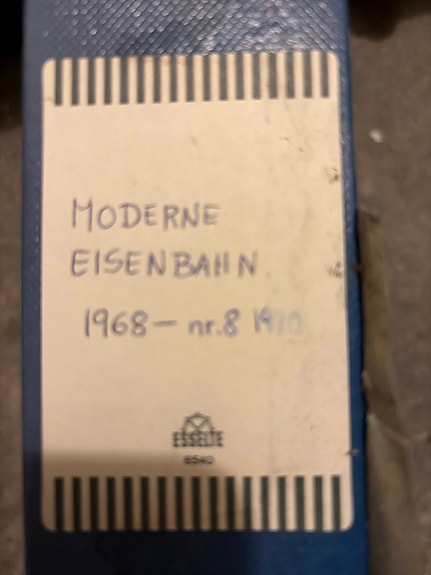 MODERNE
EISENBAHN
1968 – nr.8 1970
ESSELTE
6540